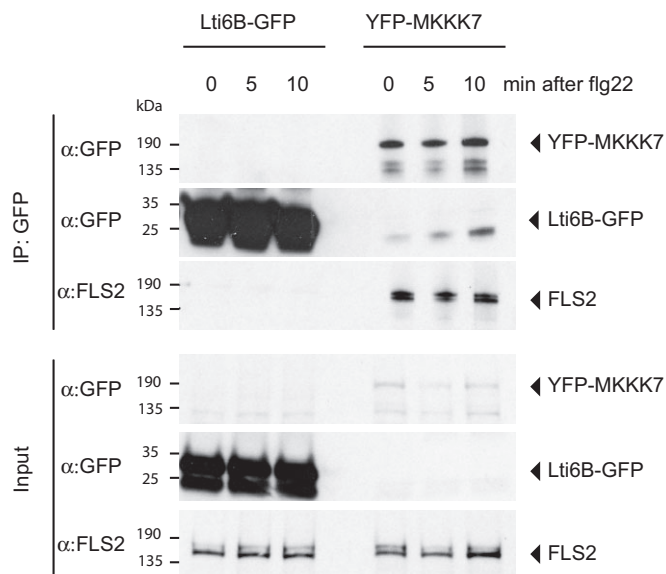 Lti6B-GFP YFP-MKKK7
0 5 10 0 5 10 min after flg22
kDa
IP: GFP
α:GFP 190 135 YFP-MKKK7
α:GFP 35 25 Lti6B-GFP
α:FLS2 190 135 FLS2
Input
α:GFP 190 135 YFP-MKKK7
α:GFP 35 25 Lti6B-GFP
α:FLS2 190 135 FLS2